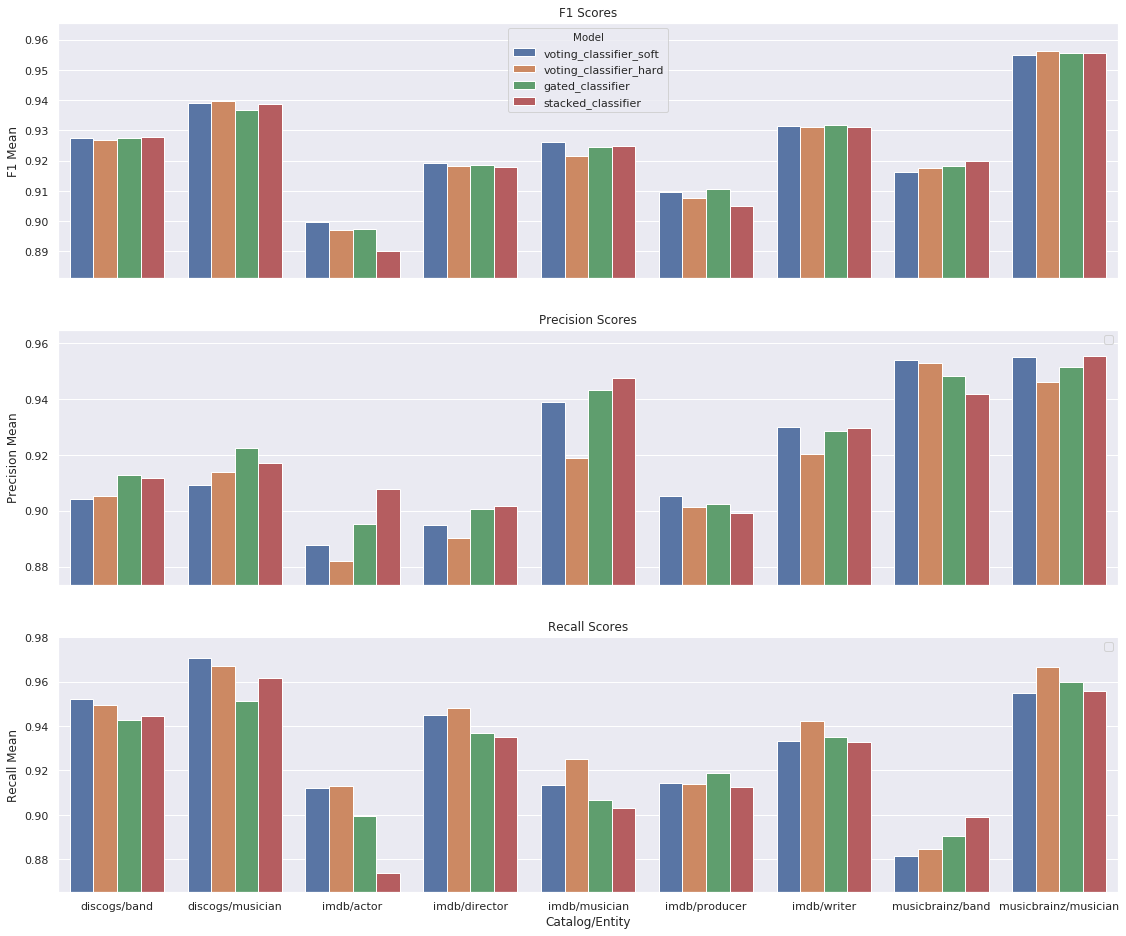 F1 Scores
Model
voting_classifier_soft
voting_classifier_hard
gated_classifier
stacked_classifier
F1 Mean
0.96
0.95
0.94
0.93
0.92
0.91
0.90
0.89
Precision Scores
Precision Mean
0.96
0.94
0.92
0.90
0.88
Recall Scores
Recall Mean
0.98
0.96
0.94
0.92
0.90
0.88
discogs/band discogs/musician imdb/actor imdb/director imdb/musician imdb/producer imdb/writer musicbrainz/band musicbrainz/musician
Catalog/Entity